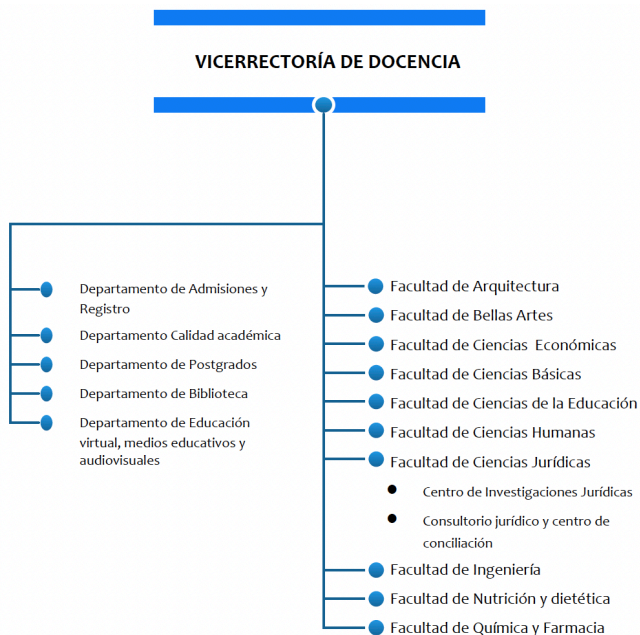 VICERRECTORÍA DE DOCENCIA
Departamento de Admisiones y
Registro
Departamento Calidad académica
Departamento de Postgrados
Departamento de Biblioteca
Departamento de Educación
virtual, medios educativos y
audiovisuales
Facultad de Arquitectura
Facultad de Bellas Artes
Facultad de Ciencias Económicas
Facultad de Ciencias Básicas
Facultad de Ciencias de la Educación
Facultad de Ciencias Humanas
Facultad de Ciencias Jurídicas
Centro de Investigaciones Jurídicas
Consultorio jurídico y centro de
conciliación
Facultad de Ingeniería
Facultad de Nutrición y dietética
Facultad de Química y Farmacia